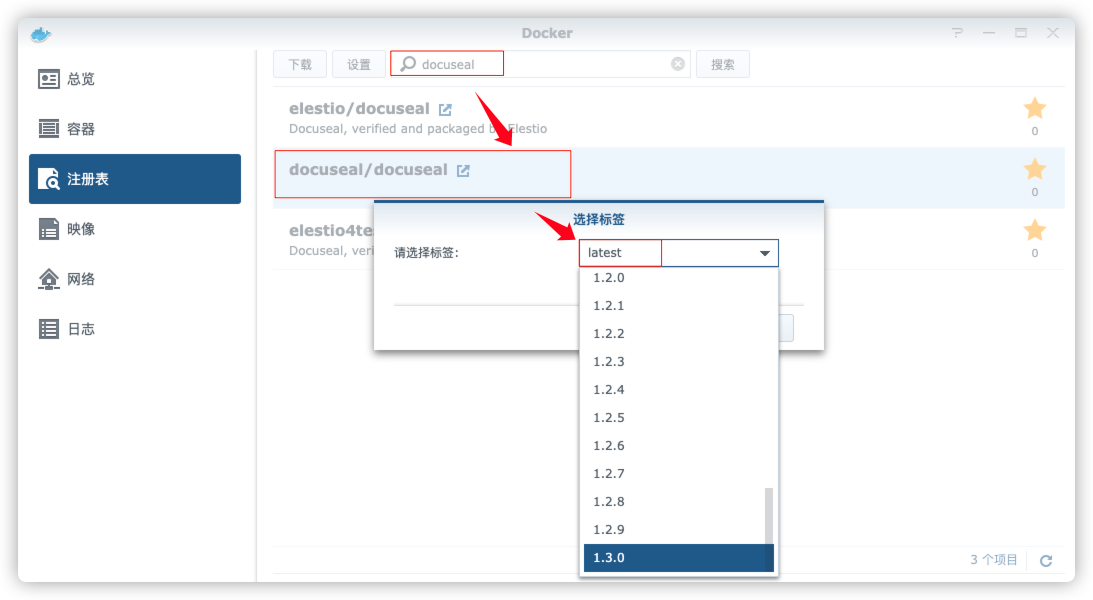 Docker
总览
容器
注册表
映像
网络
日志
下载 设置 docuseal 搜索
elestio/docuseal
Docuseal, verified and packaged by Elestio
0
docuseal/docuseal
0
elestio4te
Docuseal, veri
0
选择标签
请选择标签: latest
1.2.0
1.2.1
1.2.2
1.2.3
1.2.4
1.2.5
1.2.6
1.2.7
1.2.8
1.2.9
1.3.0
3 个项目